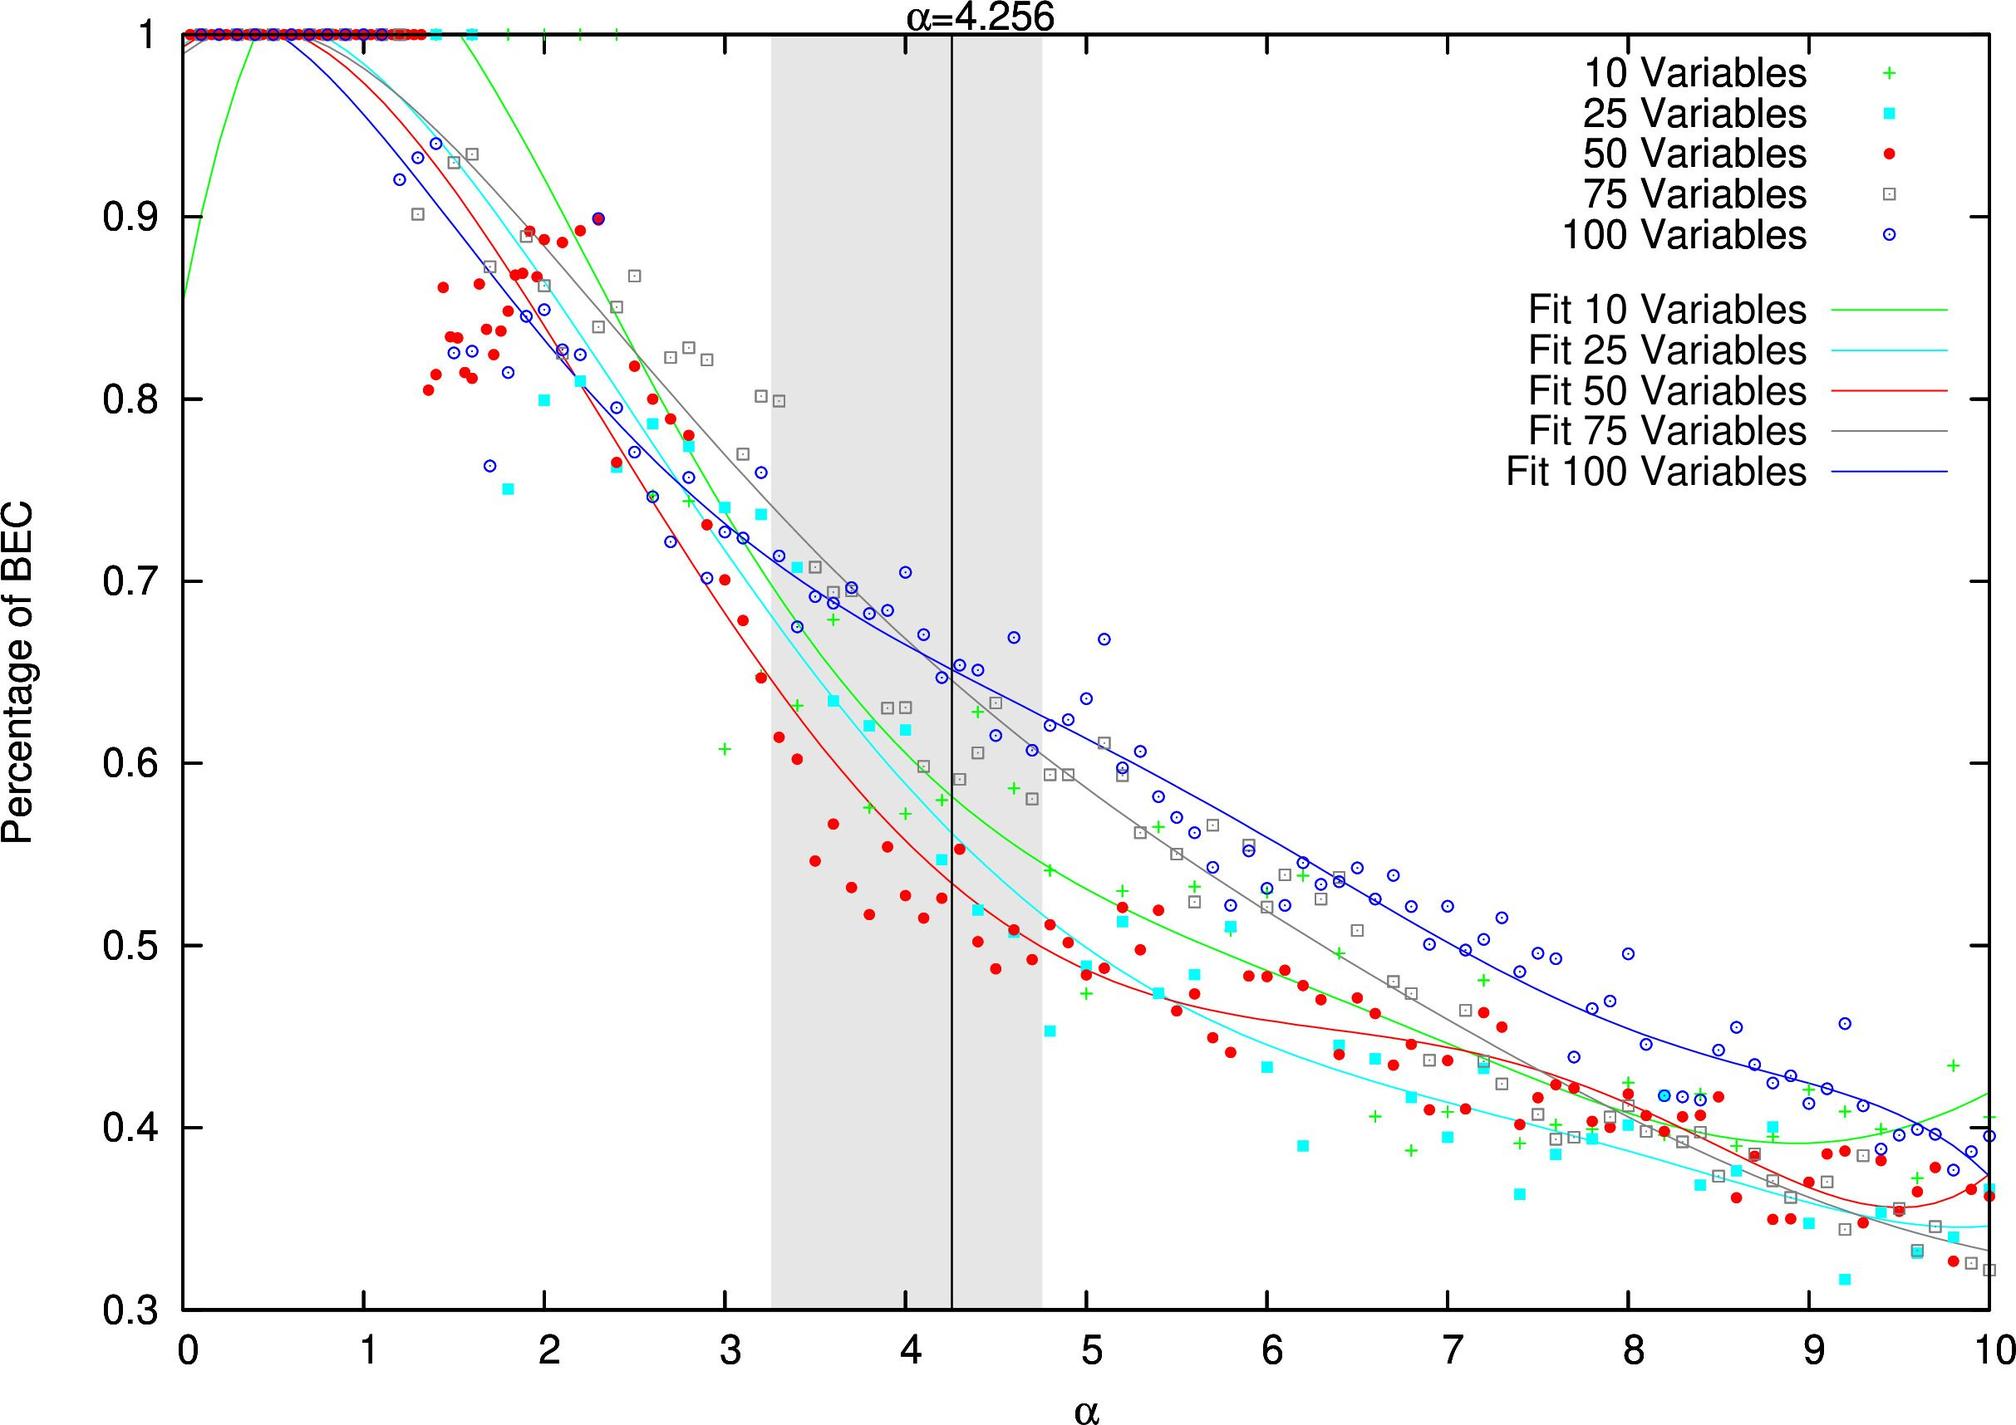 α=4.256
1
0.9
0.8
0.7
0.6
0.5
0.4
0.3
Percentage of BEC
10 Variables
25 Variables
50 Variables
75 Variables
100 Variables
Fit 10 Variables
Fit 25 Variables
Fit 50 Variables
Fit 75 Variables
Fit 100 Variables
0 1 2 3 4 5 6 7 8 9 10
α